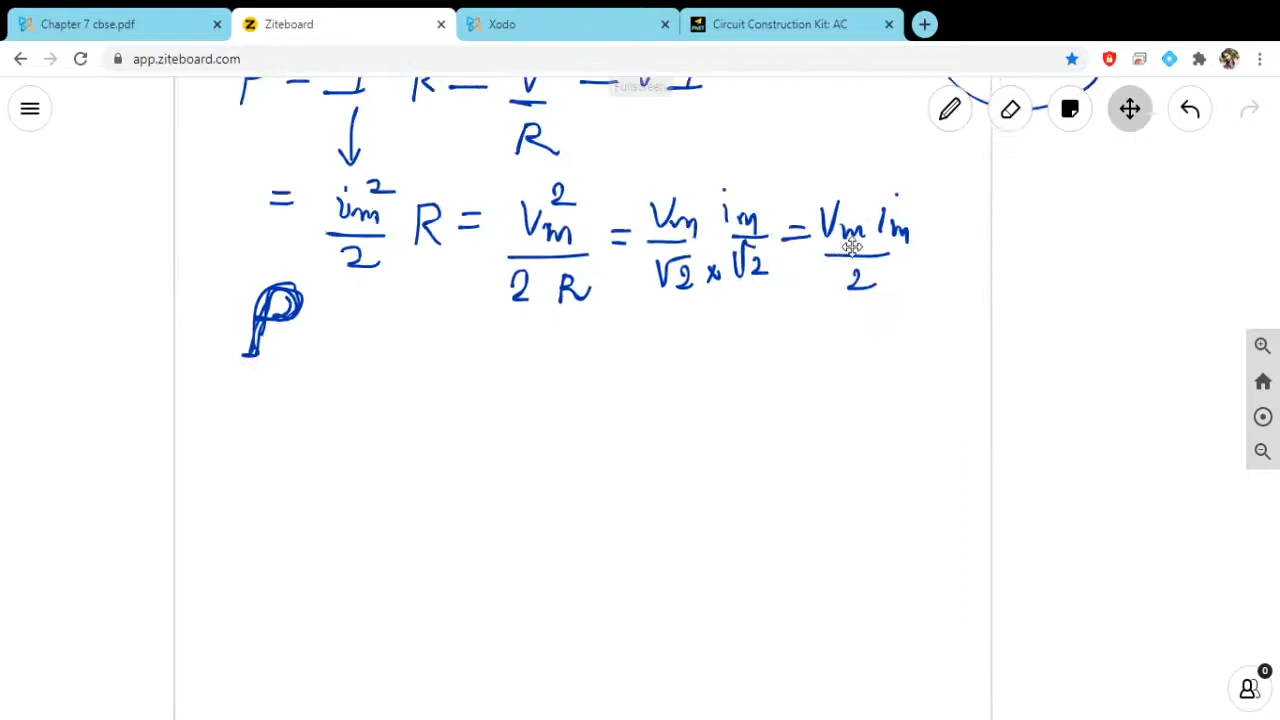 Chapter 7 cbse.pdf
Ziteboard
Xodo
Circuit Construction Kit: AC
app.ziteboard.com
Fullscreen
R
= im²/2 R = Vm²/2 R = Vm/√2 × im/√2 = Vm im/2
P
0